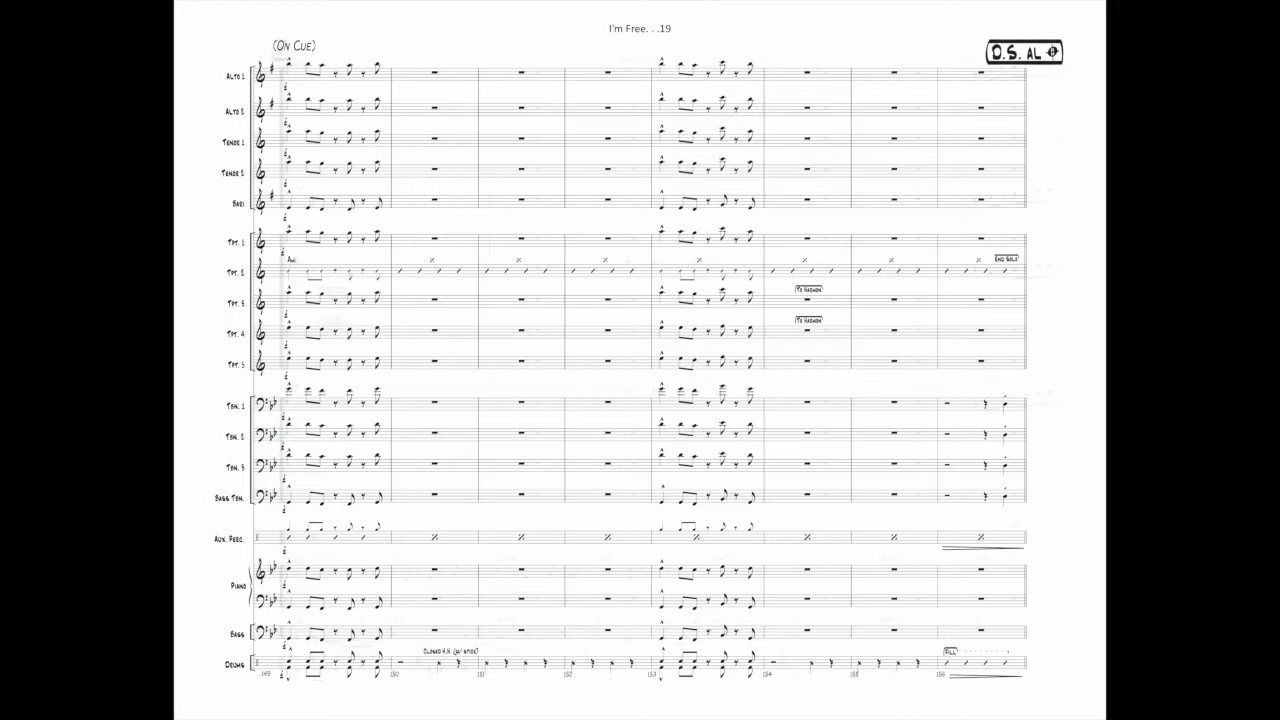 I'm Free. . .19
(On Cue)
D.S. AL
ALTO 1
ALTO 2
TENOR 1
TENOR 2
BARI
TPT. 1
TPT. 2
END SOLO
TPT. 3
TO HARMON
TPT. 4
TO HARMON
TPT. 5
TBN. 1
TBN. 2
TBN. 3
BASS TBN.
AUX. PERC.
PIANO
BASS
CLOSED H.H. (W/ STICK)
FILL
DRUMS
149 150 151 152 153 154 155 156